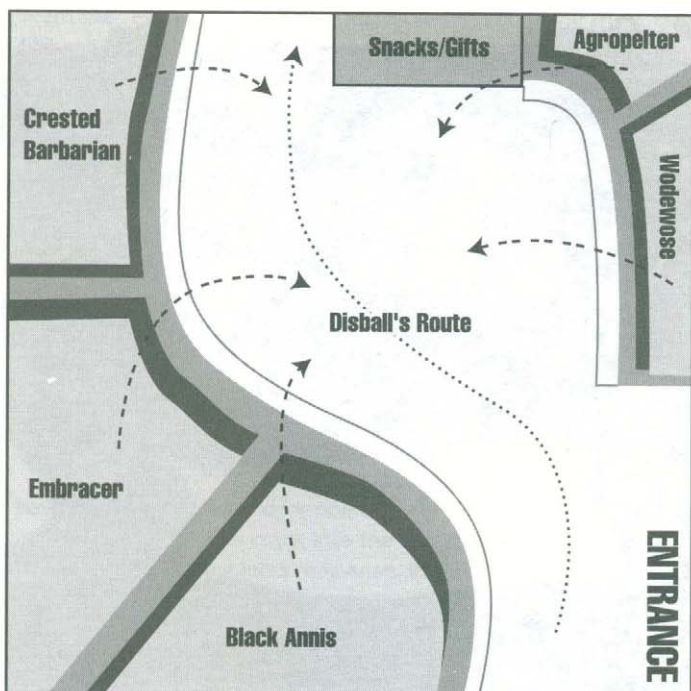 Snacks/Gifts
Agropelter
Crested
Barbarian
Wodewose
Disball's Route
Embracer
ENTRANCE
Black Annis